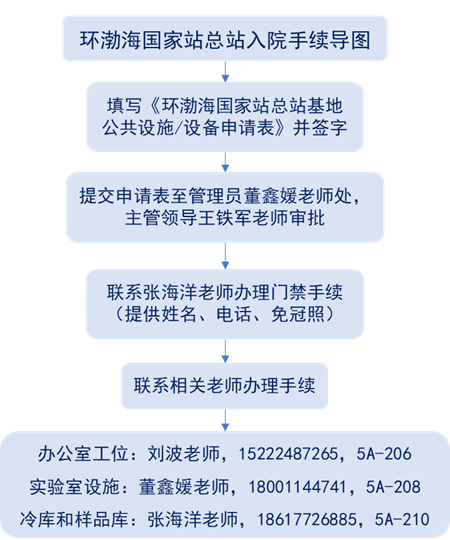 环渤海国家站总站入院手续导图
填写《环渤海国家站总站基地
公共设施/设备申请表》并签字
提交申请表至管理员董鑫媛老师处，
主管领导王铁军老师审批
联系张海洋老师办理门禁手续
（提供姓名、电话、免冠照）
联系相关老师办理手续
办公室工位：刘波老师，15222487265，5A-206
实验室设施：董鑫媛老师，18001144741，5A-208
冷库和样品库：张海洋老师，18617726885，5A-210